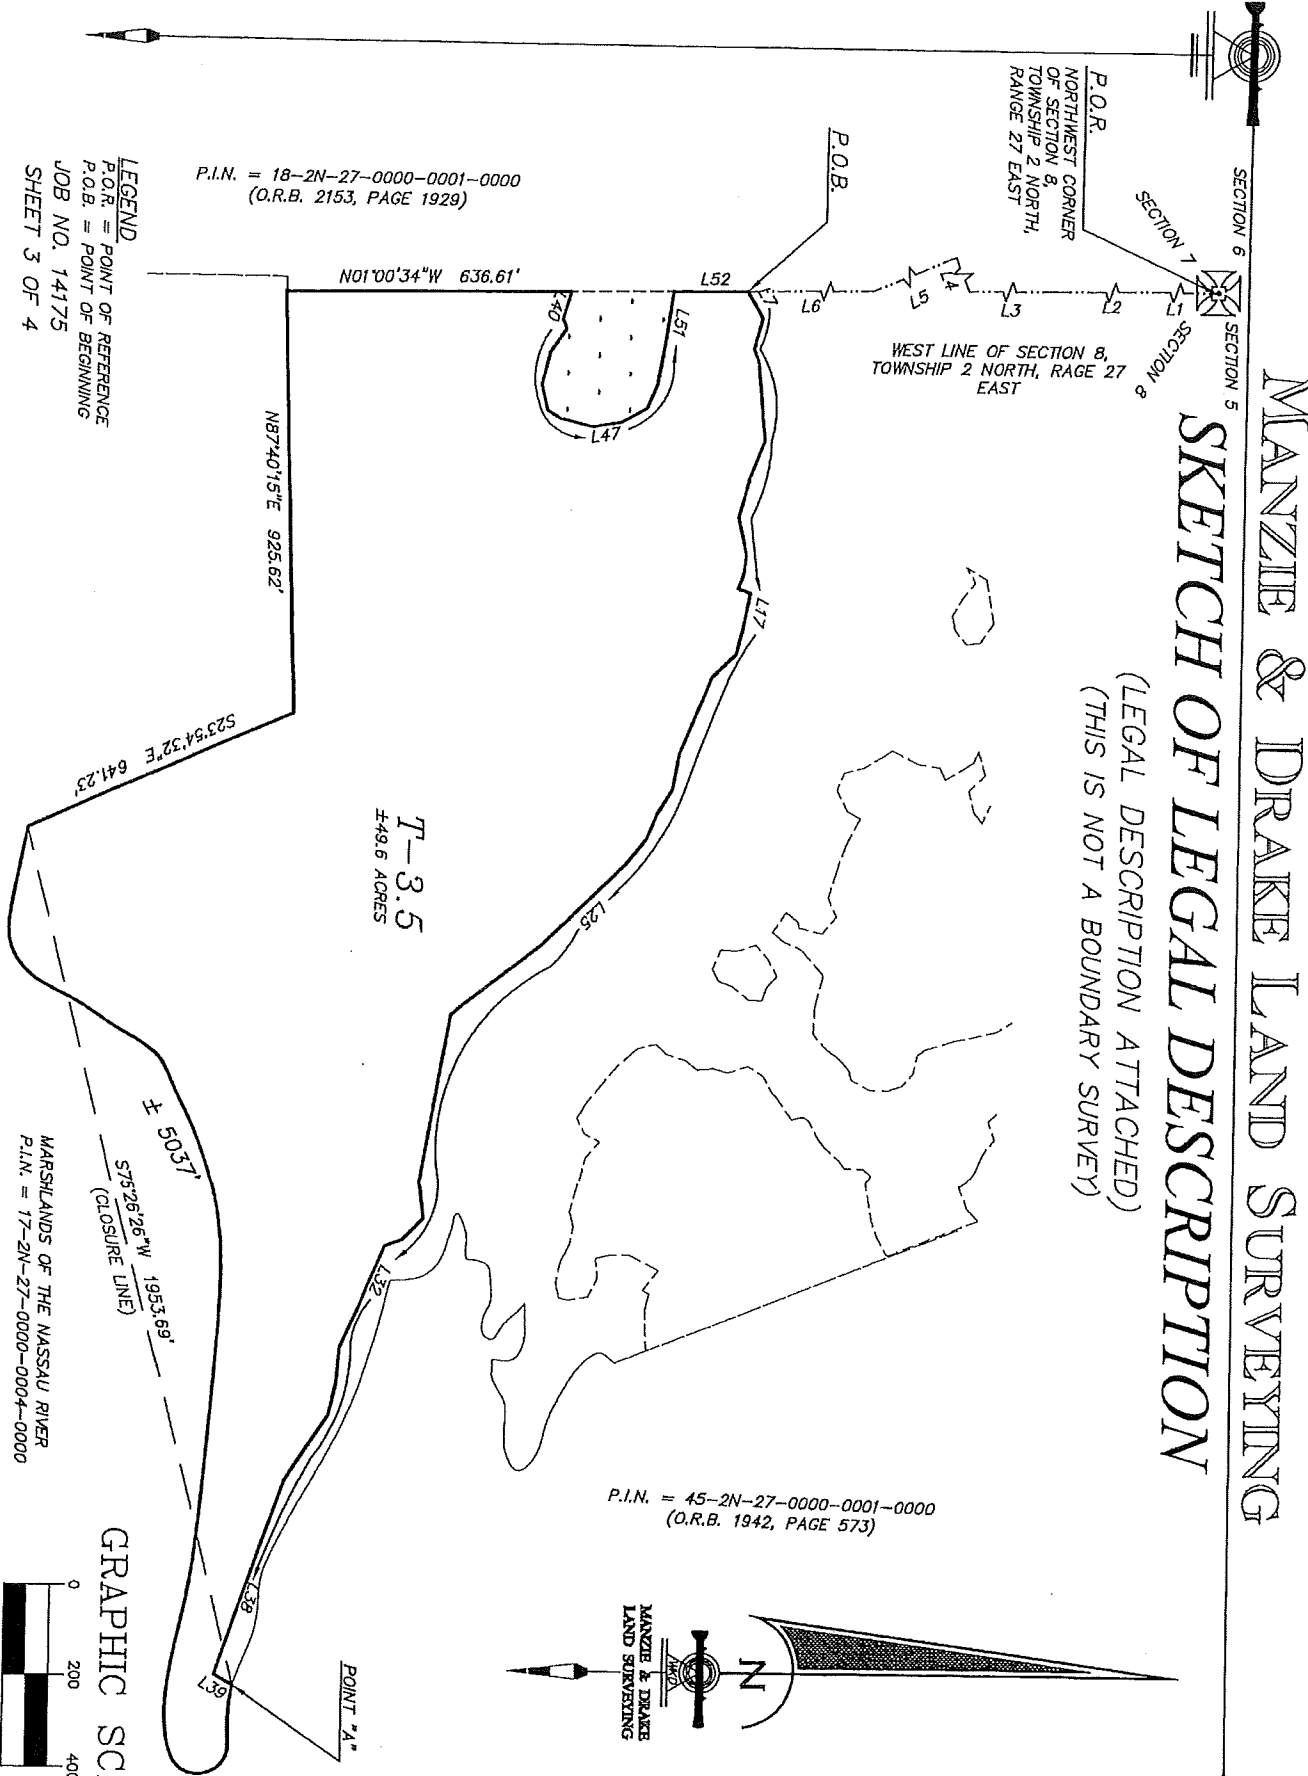 MANZIE & DRAKE LAND SURVEYING
SKETCH OF LEGAL DESCRIPTION
(LEGAL DESCRIPTION ATTACHED)
(THIS IS NOT A BOUNDARY SURVEY)
SECTION 6
SECTION 5
SECTION 7
SECTION 8
P.O.R.
NORTHWEST CORNER
OF SECTION 8,
TOWNSHIP 2 NORTH,
RANGE 27 EAST
L1
L2
L3
L4
L5
L6
WEST LINE OF SECTION 8,
TOWNSHIP 2 NORTH, RAGE 27
EAST
P.O.B.
L7
L52
L51
L47
L40
L17
L25
L32
L38
L39
N01°00'34"W 636.61'
P.I.N. = 18-2N-27-0000-0001-0000
(O.R.B. 2153, PAGE 1929)
N87°40'15"E 925.62'
S23°54'32"E 641.23'
T-3.5
±49.6 ACRES
± 5037'
S75°26'26"W 1953.69'
(CLOSURE LINE)
MARSHLANDS OF THE NASSAU RIVER
P.I.N. = 17-2N-27-0000-0004-0000
P.I.N. = 45-2N-27-0000-0001-0000
(O.R.B. 1942, PAGE 573)
POINT "A"
N
MKD
MANZIE & DRAKE
LAND SURVEYING
LEGEND
P.O.R. = POINT OF REFERENCE
P.O.B. = POINT OF BEGINNING
JOB NO. 14175
SHEET 3 OF 4
GRAPHIC SC
0 200 400